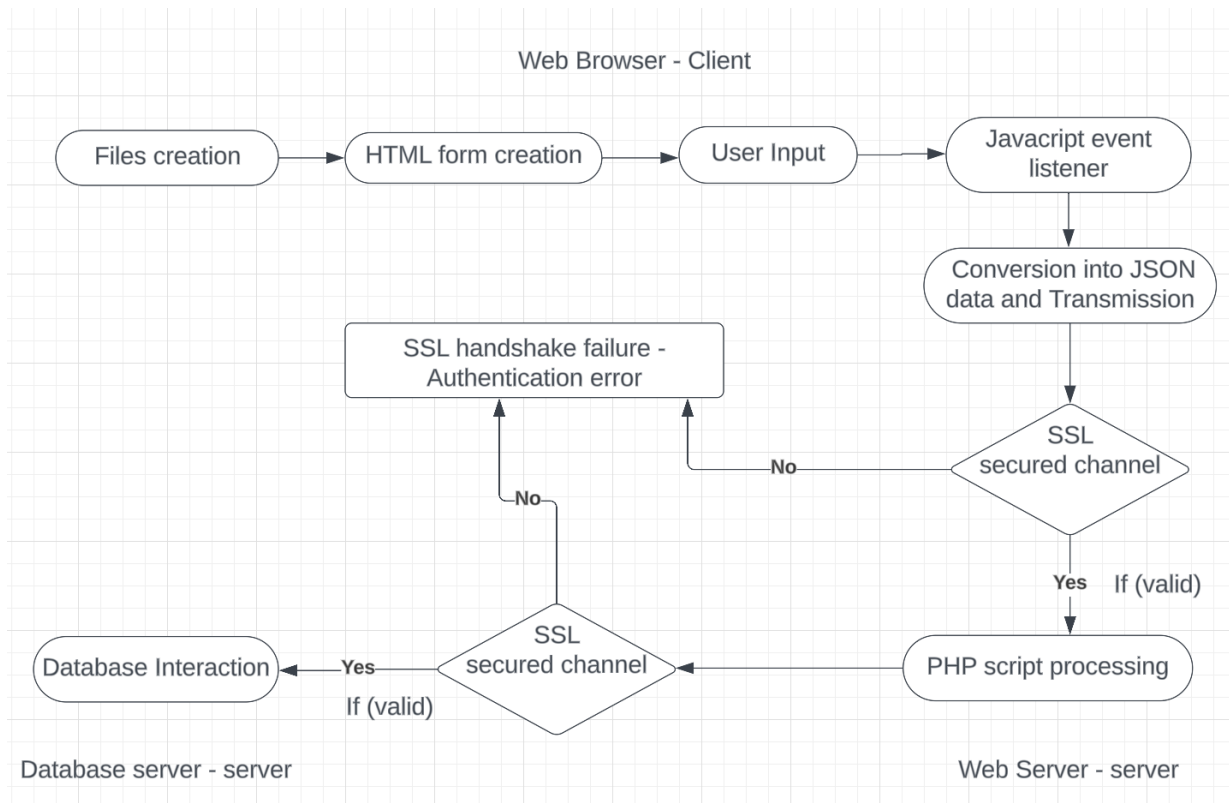 Web Browser - Client
Files creation
HTML form creation
User Input
Javacript event
listener
Conversion into JSON
data and Transmission
SSL handshake failure -
Authentication error
SSL
secured channel
No
No
Yes
If (valid)
SSL
secured channel
Database Interaction
Yes
If (valid)
PHP script processing
Database server - server
Web Server - server